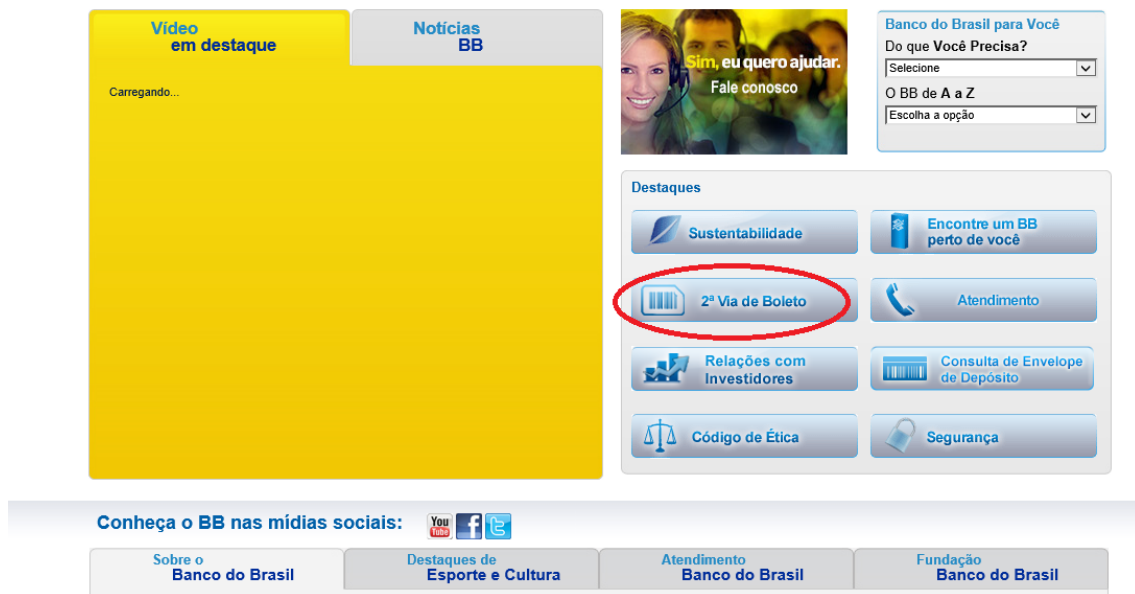 Vídeo
em destaque
Notícias
BB
Carregando...
Sim, eu quero ajudar.
Fale conosco
Banco do Brasil para Você
Do que Você Precisa?
Selecione
O BB de A a Z
Escolha a opção
Destaques
Sustentabilidade
Encontre um BB
perto de você
2ª Via de Boleto
Atendimento
Relações com
Investidores
Consulta de Envelope
de Depósito
Código de Ética
Segurança
Conheça o BB nas mídias sociais:
You
Tube
Sobre o
Banco do Brasil
Destaques de
Esporte e Cultura
Atendimento
Banco do Brasil
Fundação
Banco do Brasil